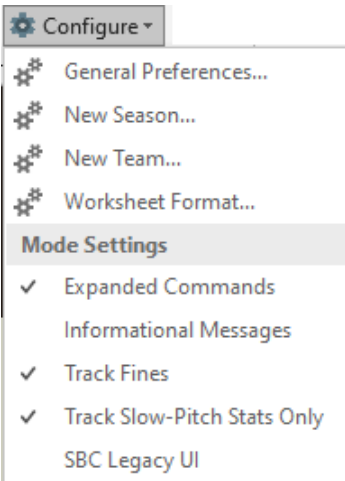 Configure
General Preferences...
New Season...
New Team...
Worksheet Format...
Mode Settings
Expanded Commands
Informational Messages
Track Fines
Track Slow-Pitch Stats Only
SBC Legacy UI